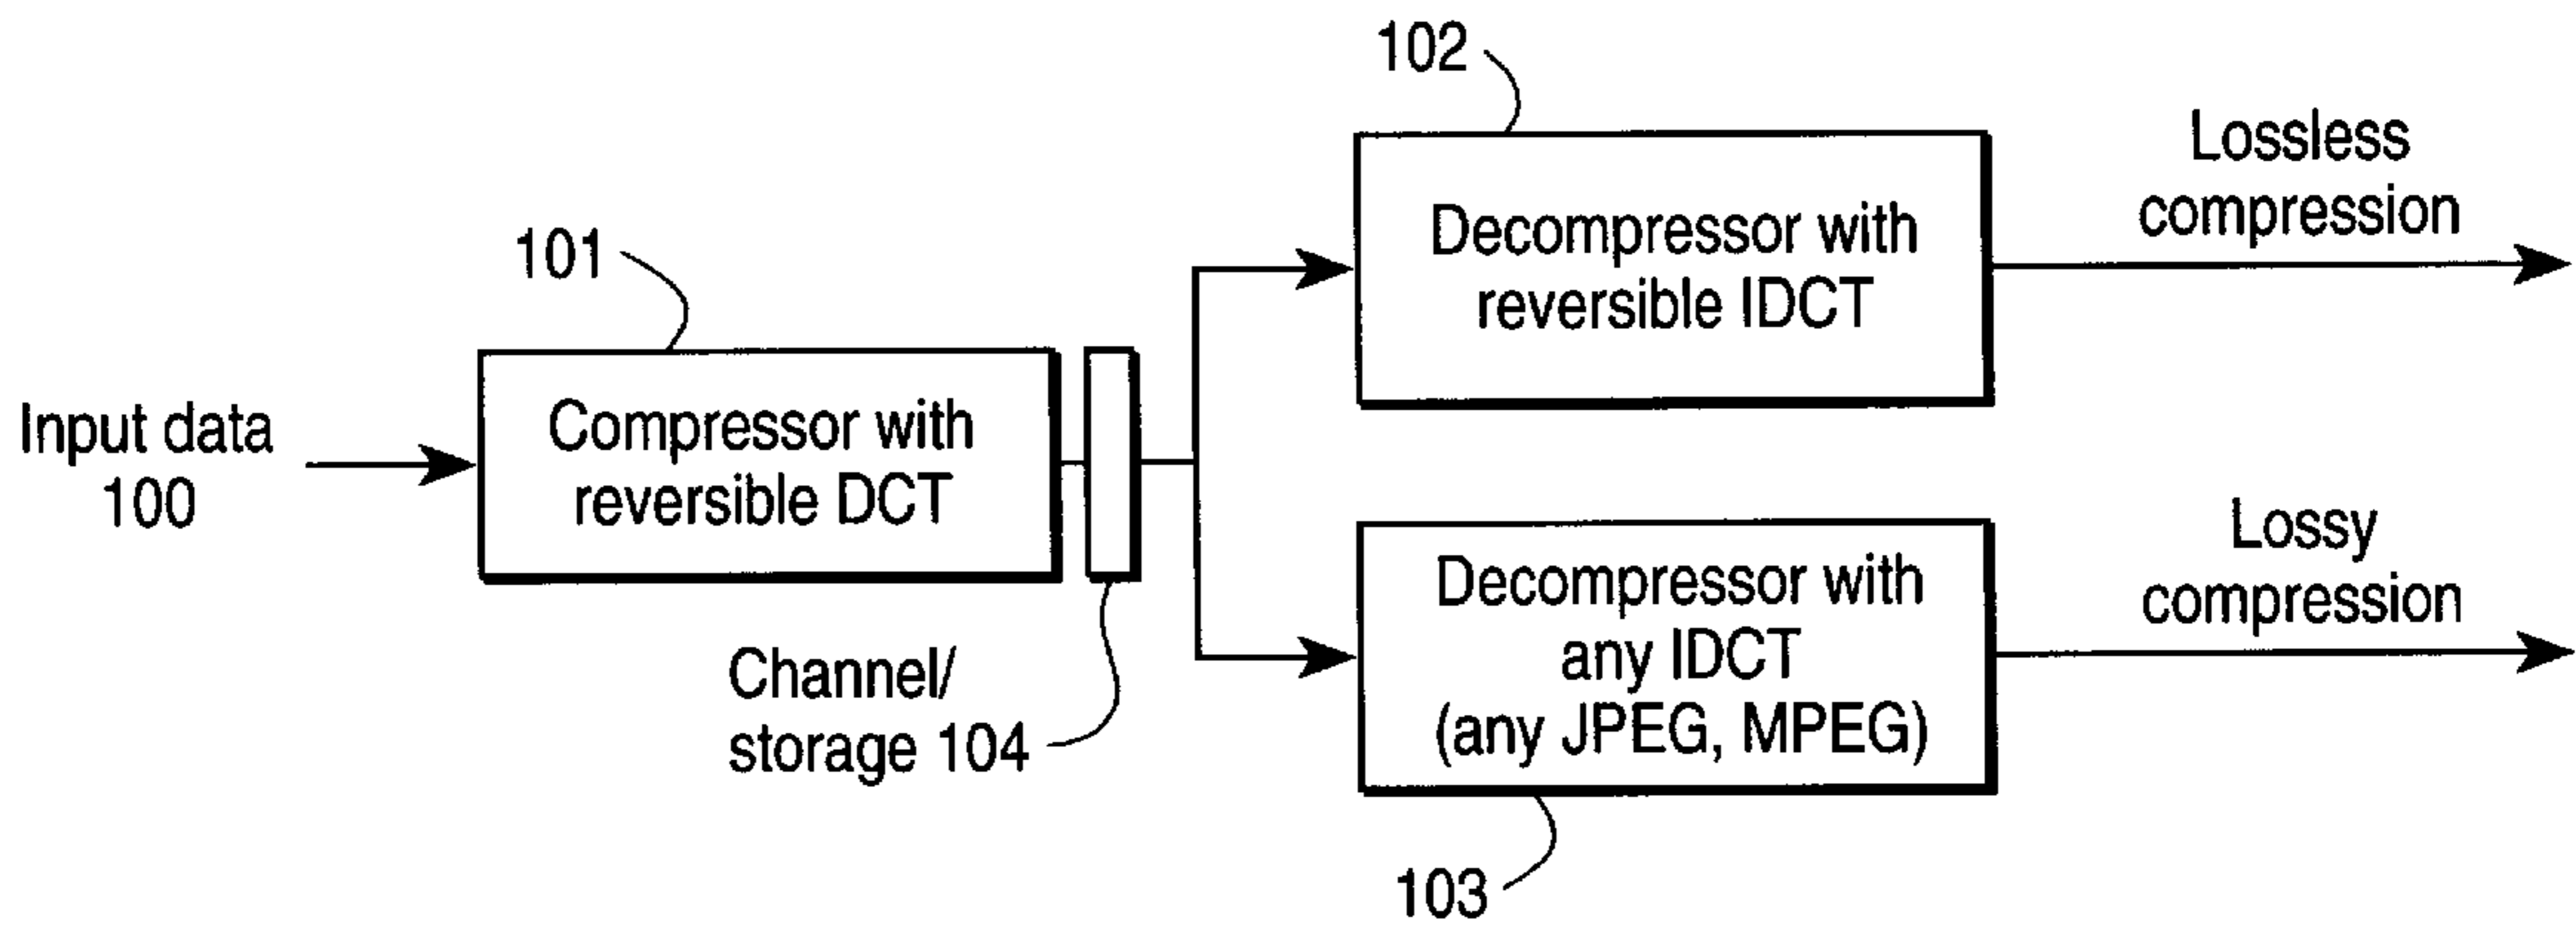 102
Lossless
compression
Decompressor with
reversible IDCT
101
Input data
100
Compressor with
reversible DCT
Channel/
storage 104
Lossy
compression
Decompressor with
any IDCT
(any JPEG, MPEG)
103